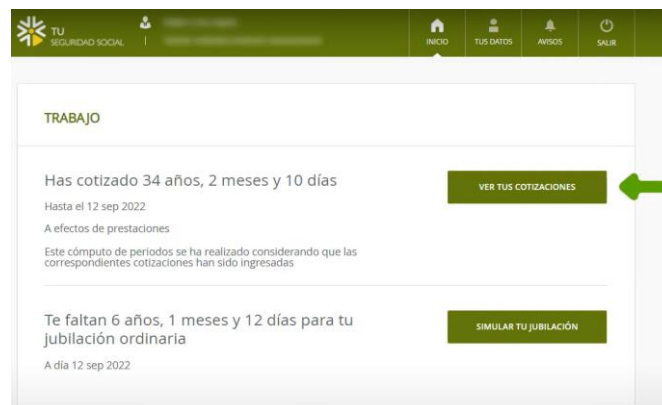 TU
SEGURIDAD SOCIAL
INICIO
TUS DATOS
AVISOS
SALIR
TRABAJO
Has cotizado 34 años, 2 meses y 10 días
VER TUS COTIZACIONES
Hasta el 12 sep 2022
A efectos de prestaciones
Este cómputo de periodos se ha realizado considerando que las
correspondientes cotizaciones han sido ingresadas
Te faltan 6 años, 1 meses y 12 días para tu
jubilación ordinaria
SIMULAR TU JUBILACIÓN
A día 12 sep 2022